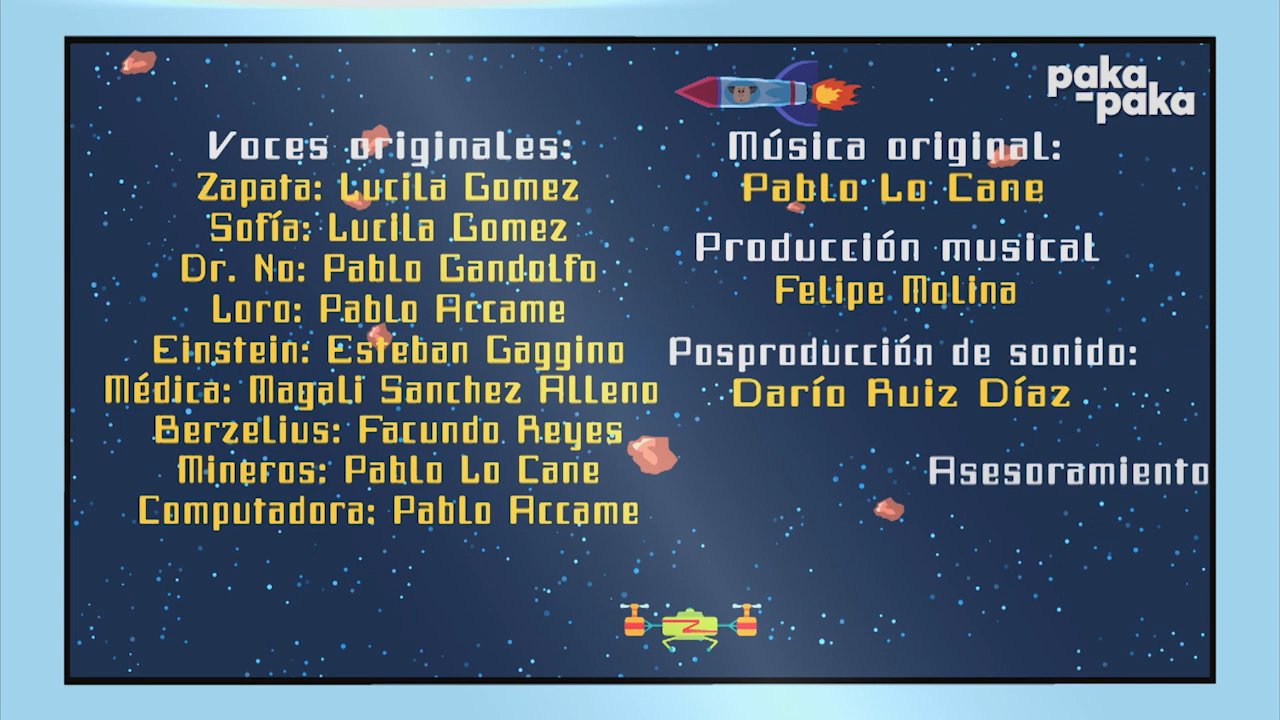 paka
-paka
Voces originales:
Zapata: Lucila Gomez
Sofía: Lucila Gomez
Dr. No: Pablo Gandolfo
Loro: Pablo Accame
Einstein: Esteban Gaggino
Médica: Magali Sanchez Alleno
Berzelius: Facundo Reyes
Mineros: Pablo Lo Cane
Computadora: Pablo Accame
Música original:
Pablo Lo Cane
Producción musical
Felipe Molina
Posproducción de sonido:
Darío Ruiz Díaz
Asesoramiento